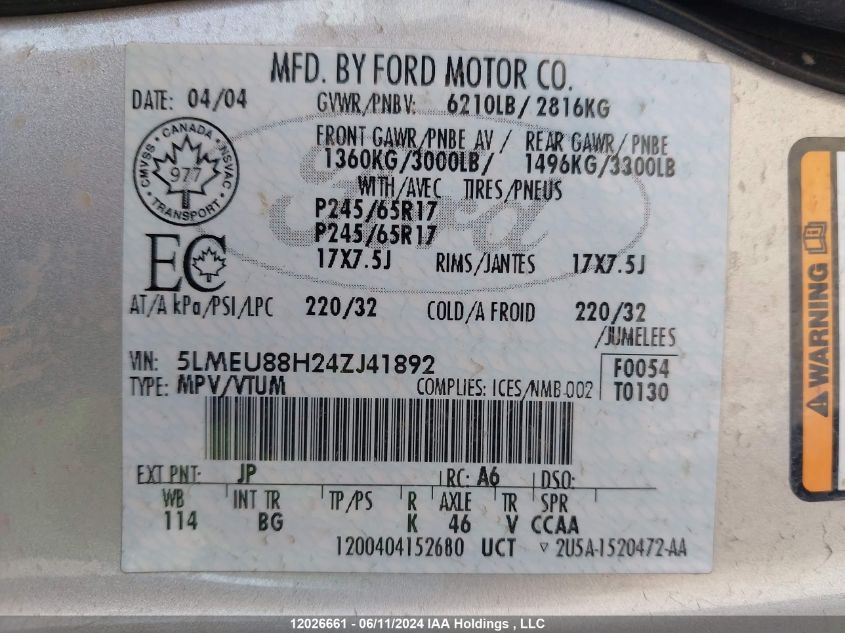 MFD. BY FORD MOTOR CO.
DATE: 04/04 GVWR/PNBV: 6210LB/2816KG
FRONT GAWR/PNBE AV/ REAR GAWR/PNBE
1360KG/3000LB/ 1496KG/3300LB
WITH/AVEC TIRES/PNEUS
P245/65R17
P245/65R17
17X7.5J RIMS/JANTES 17X7.5J
AT/A kPa/PSI/LPC 220/32 COLD/A FROID 220/32
/JUMELEES
CANADA
CMVSS • NSVAC
977
TRANSPORT
EC
Ford
VIN: 5LMEU88H24ZJ41892 F0054
TYPE: MPV/VTUM COMPLIES: ICES/NMB-002 T0130
EXT PNT: JP RC: A6 DSO:
WB INT TR TP/PS R AXLE TR SPR
114 BG K 46 V CCAA
1200404152680 UCT ▽ 2U5A-1520472-AA
WARNING
12026661 - 06/11/2024 IAA Holdings , LLC